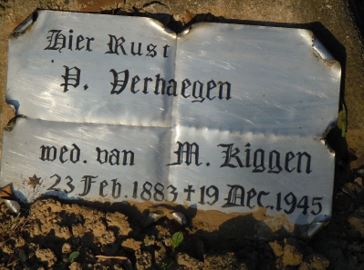 Hier Rust
P. Verhaegen
wed. van M. Kiggen
* 23 Feb. 1883 + 19 Dec. 1945